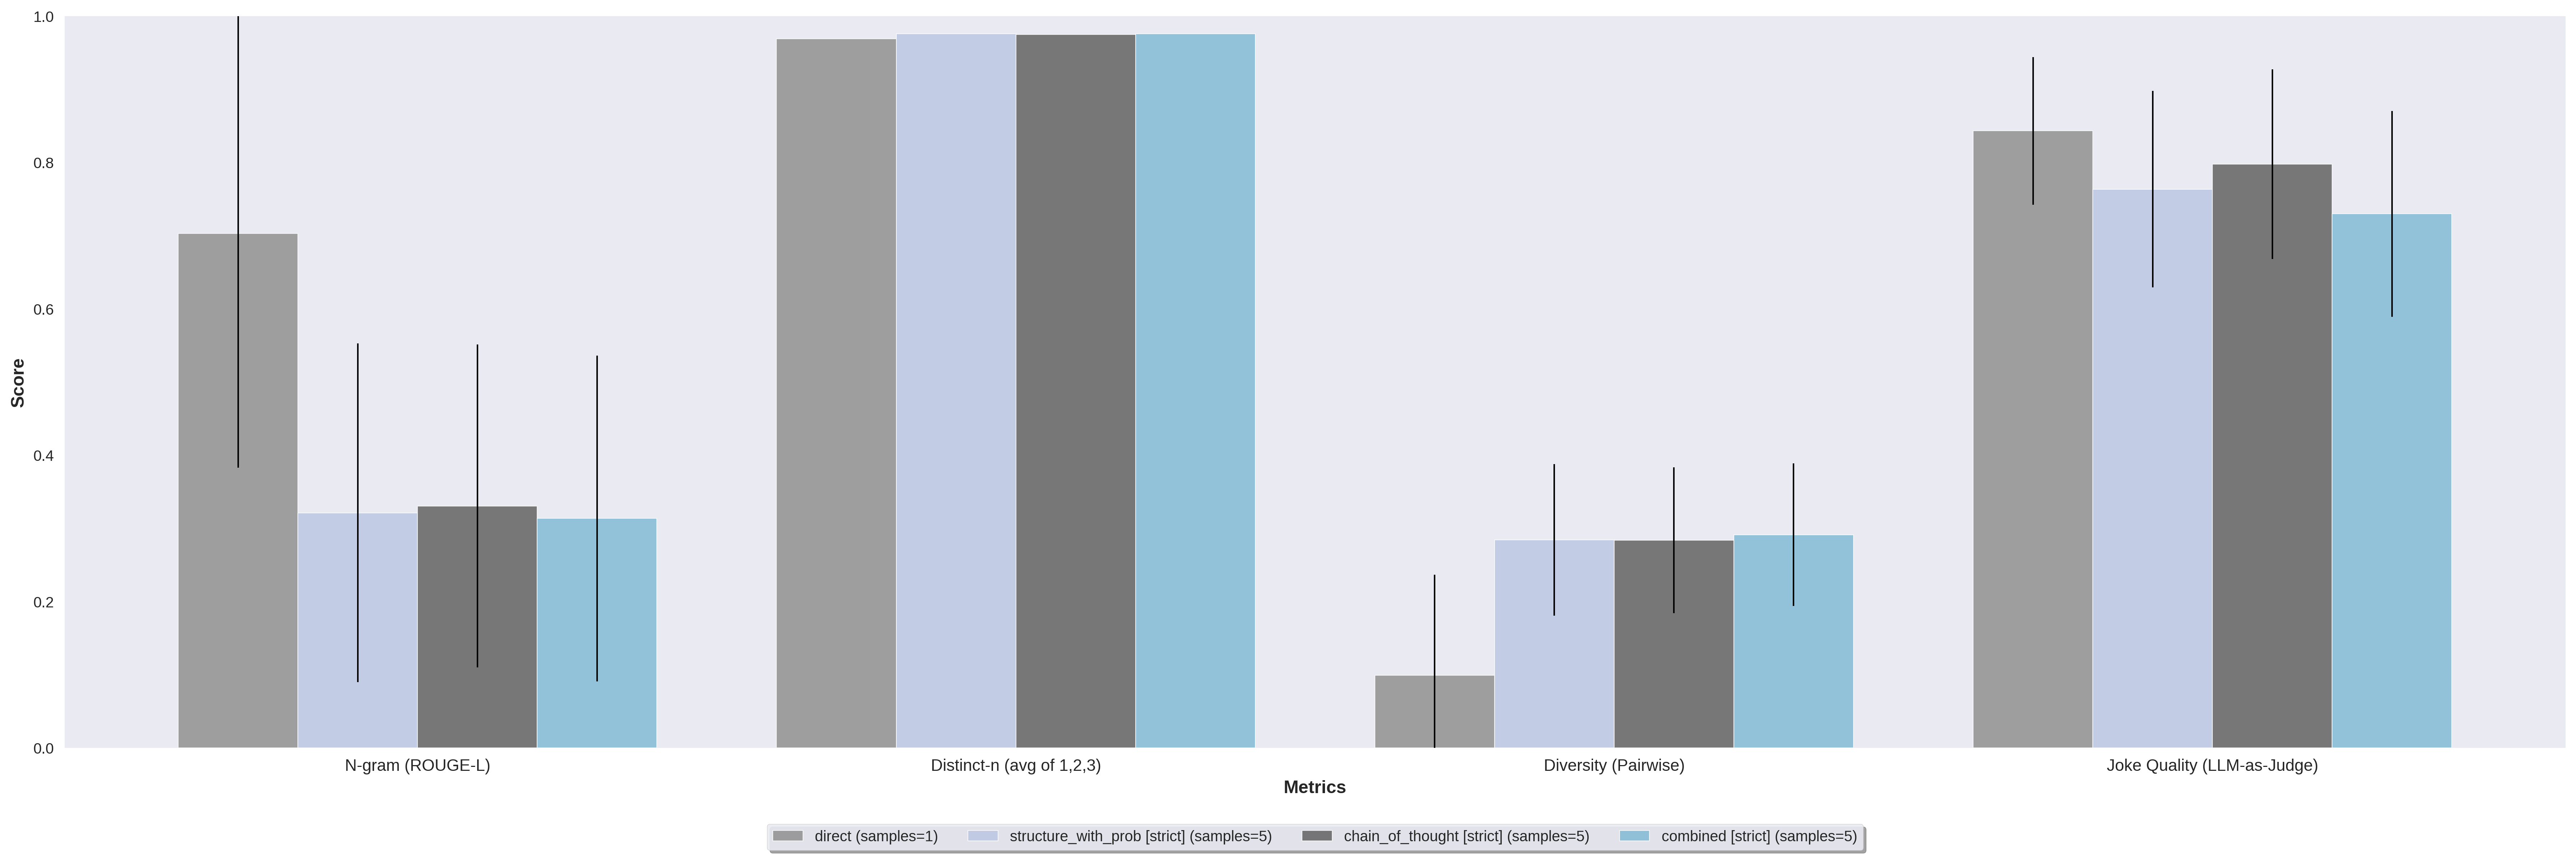 1.0
0.8
0.6
0.4
0.2
0.0
Score
N-gram (ROUGE-L)
Distinct-n (avg of 1,2,3)
Diversity (Pairwise)
Joke Quality (LLM-as-Judge)
Metrics
direct (samples=1)
structure_with_prob [strict] (samples=5)
chain_of_thought [strict] (samples=5)
combined [strict] (samples=5)